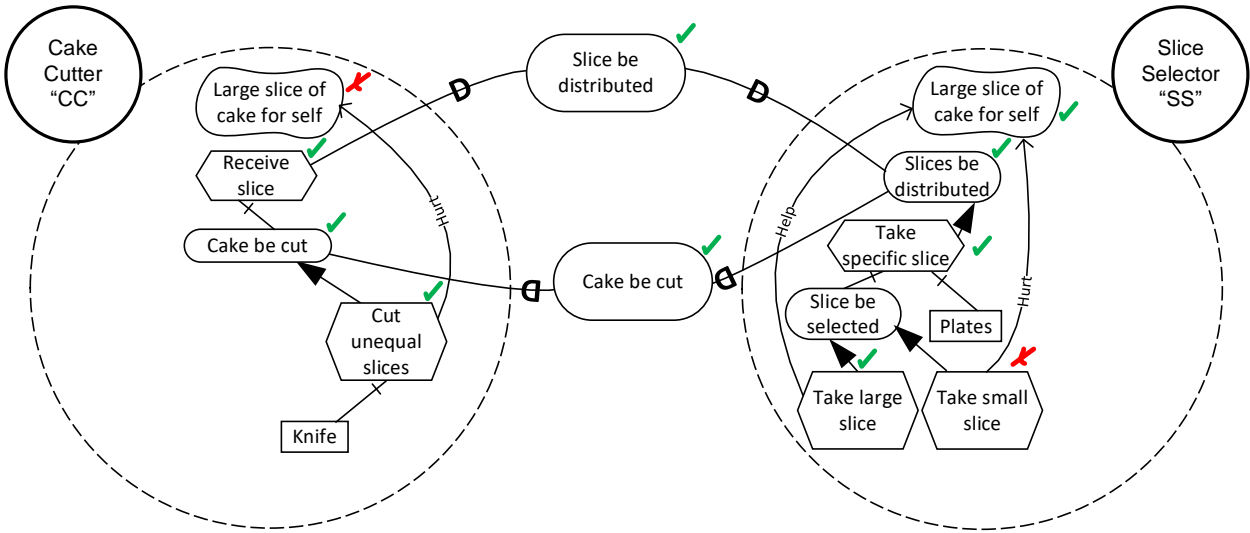 Cake
Cutter
“CC”
Large slice of
cake for self
Receive
slice
Cake be cut
Hurt
Cut
unequal
slices
Knife
D
Slice be
distributed
D
D
Cake be cut
D
Slice
Selector
“SS”
Large slice of
cake for self
Slices be
distributed
Help
Take
specific slice
Slice be
selected
Plates
Hurt
Take large
slice
Take small
slice